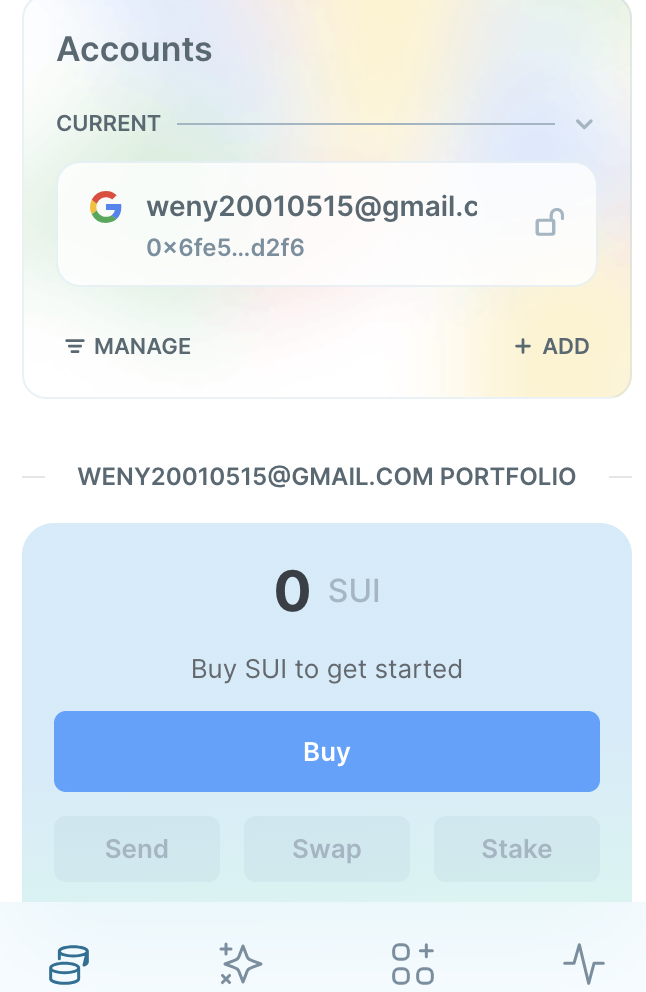 Accounts
CURRENT
weny20010515@gmail.c
0×6fe5...d2f6
MANAGE
+ ADD
WENY20010515@GMAIL.COM PORTFOLIO
0 SUI
Buy SUI to get started
Buy
Send Swap Stake